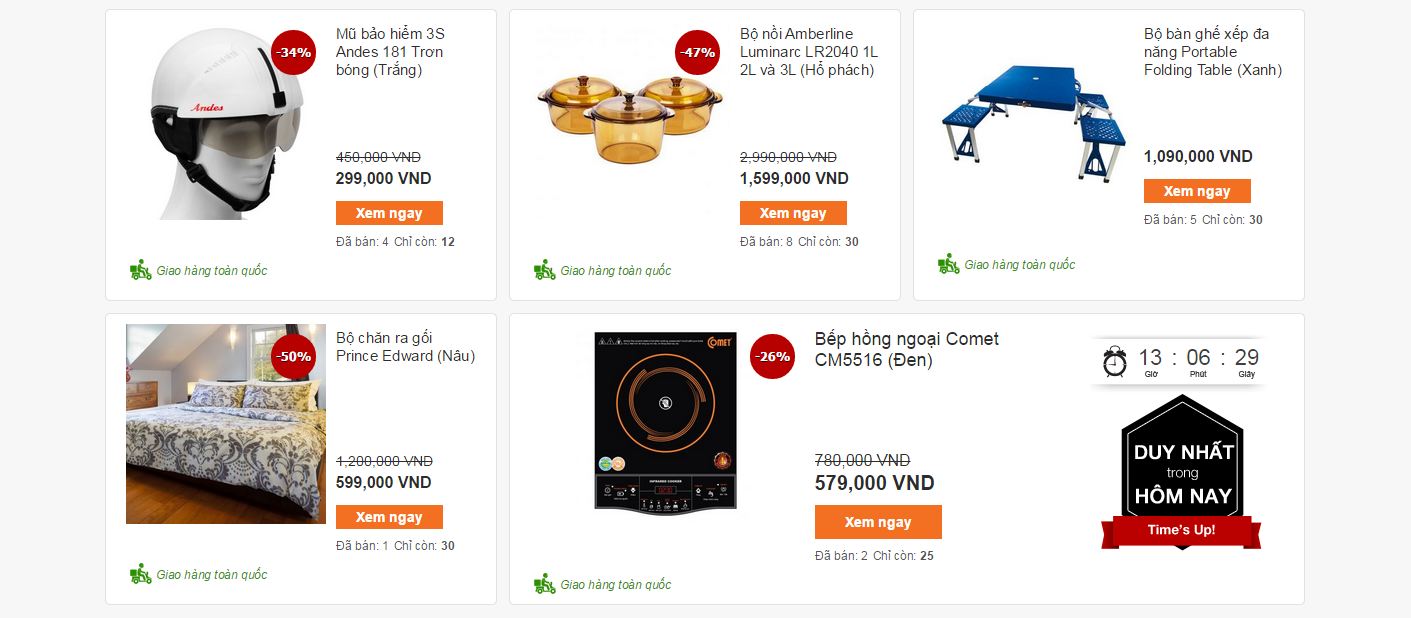 -34%
Mũ bảo hiểm 3S
Andes 181 Trơn
bóng (Trắng)
Andes
450,000 VND
299,000 VND
Xem ngay
Đã bán: 4 Chỉ còn: 12
Giao hàng toàn quốc
-47%
Bộ nồi Amberline
Luminarc LR2040 1L
2L và 3L (Hổ phách)
2,990,000 VND
1,599,000 VND
Xem ngay
Đã bán: 8 Chỉ còn: 30
Giao hàng toàn quốc
Bộ bàn ghế xếp đa
năng Portable
Folding Table (Xanh)
1,090,000 VND
Xem ngay
Đã bán: 5 Chỉ còn: 30
Giao hàng toàn quốc
-50%
Bộ chăn ra gối
Prince Edward (Nâu)
1,200,000 VND
599,000 VND
Xem ngay
Đã bán: 1 Chỉ còn: 30
Giao hàng toàn quốc
COMET
INFRARED COOKER
-26%
Bếp hồng ngoại Comet
CM5516 (Đen)
780,000 VND
579,000 VND
Xem ngay
Đã bán: 2 Chỉ còn: 25
Giao hàng toàn quốc
13 : 06 : 29
Giờ Phút Giây
DUY NHẤT
trong
HÔM NAY
Time's Up!